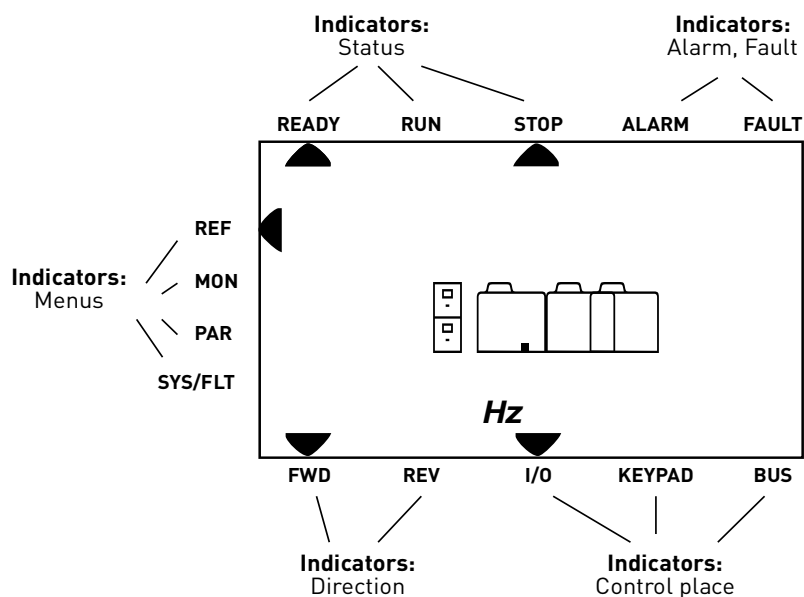 Indicators:
Status
Indicators:
Alarm, Fault
READY RUN STOP ALARM FAULT
REF
Indicators:
Menus
MON
PAR
SYS/FLT
Hz
FWD REV I/O KEYPAD BUS
Indicators:
Direction
Indicators:
Control place